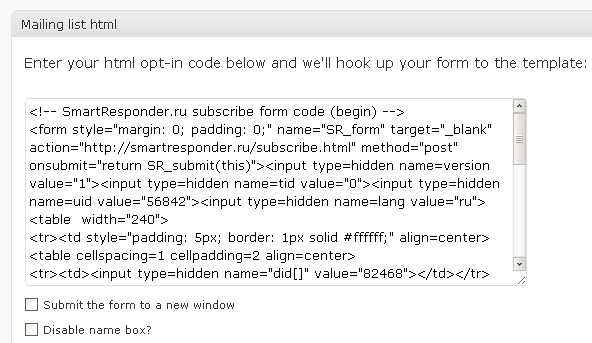 Mailing list html
Enter your html opt-in code below and we'll hook up your form to the template:
<!-- SmartResponder.ru subscribe form code (begin) -->
<form style="margin: 0; padding: 0;" name="SR_form" target="_blank"
action="http://smartresponder.ru/subscribe.html" method="post"
onsubmit="return SR_submit(this)"><input type=hidden name=version
value="1"><input type=hidden name=tid value="0"><input type=hidden
name=uid value="56842"><input type=hidden name=lang value="ru">
<table  width="240">
<tr><td style="padding: 5px; border: 1px solid #ffffff;" align=center>
<table cellspacing=1 cellpadding=2 align=center>
<tr><td><input type=hidden name="did[]" value="82468"></td></tr>
Submit the form to a new window
Disable name box?